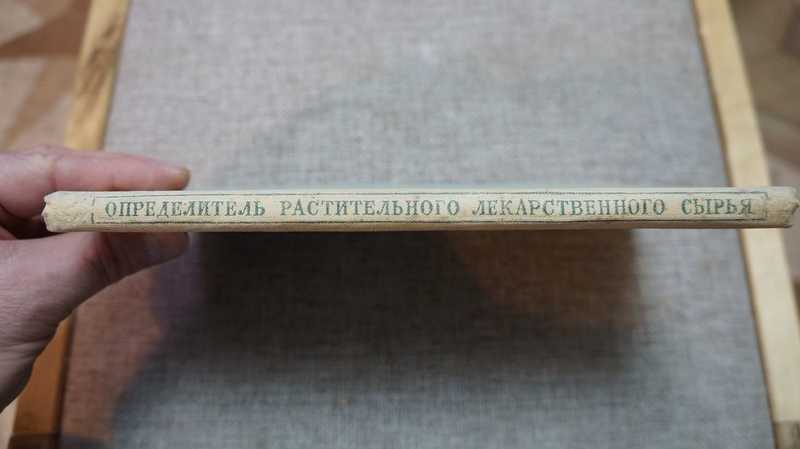 ОПРЕДЕЛИТЕЛЬ РАСТИТЕЛЬНОГО ЛЕКАРСТВЕННОГО СЫРЬЯ